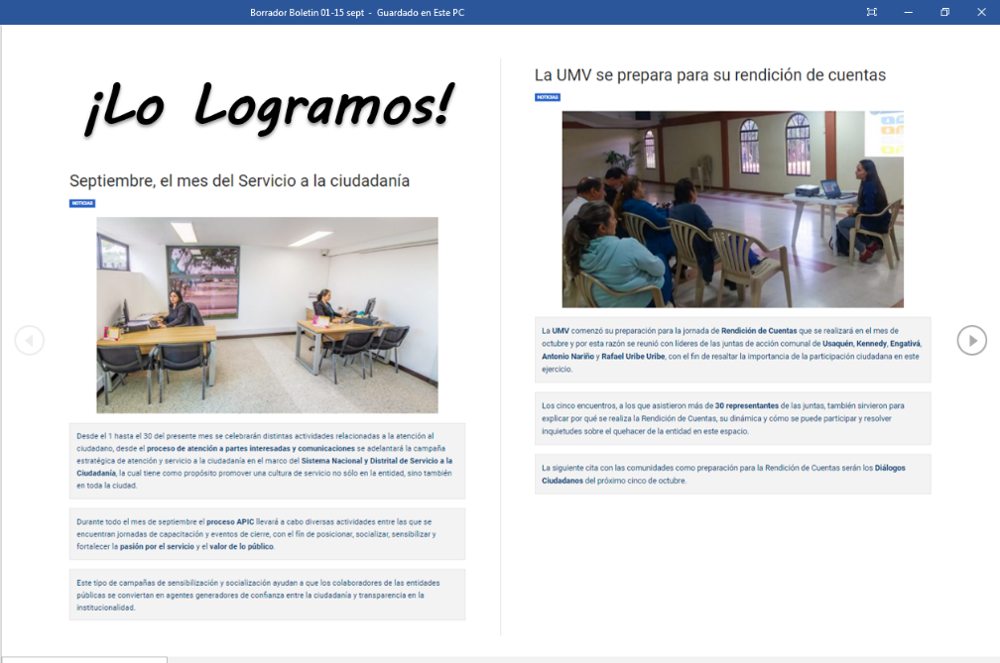 Borrador Boletin 01-15 sept - Guardado en Este PC
¡Lo Logramos!
Septiembre, el mes del Servicio a la ciudadanía
NOTICIAS
Desde el 1 hasta el 30 del presente mes se celebrarán distintas actividades relacionadas a la atención al
ciudadano, desde el proceso de atención a partes interesadas y comunicaciones se adelantará la campaña
estratégica de atención y servicio a la ciudadanía en el marco del Sistema Nacional y Distrital de Servicio a la
Ciudadanía, la cual tiene como propósito promover una cultura de servicio no sólo en la entidad, sino también
en toda la ciudad.
Durante todo el mes de septiembre el proceso APIC llevará a cabo diversas actividades entre las que se
encuentran jornadas de capacitación y eventos de cierre, con el fín de posicionar, socializar, sensibilizar y
fortalecer la pasión por el servicio y el valor de lo público.
Este tipo de campañas de sensibilización y socialización ayudan a que los colaboradores de las entidades
públicas se conviertan en agentes generadores de confianza entre la ciudadanía y transparencia en la
institucionalidad.
La UMV se prepara para su rendición de cuentas
NOTICIAS
La UMV comenzó su preparación para la jornada de Rendición de Cuentas que se realizará en el mes de
octubre y por esta razón se reunió con líderes de las juntas de acción comunal de Usaquén, Kennedy, Engativá,
Antonio Nariño y Rafael Uribe Uribe, con el fin de resaltar la importancia de la participación ciudadana en este
ejercicio.
Los cinco encuentros, a los que asistieron más de 30 representantes de las juntas, también sirvieron para
explicar por qué se realiza la Rendición de Cuentas, su dinámica y cómo se puede participar y resolver
inquietudes sobre el quehacer de la entidad en este espacio.
La siguiente cita con las comunidades como preparación para la Rendición de Cuentas serán los Diálogos
Ciudadanos del próximo cinco de octubre.